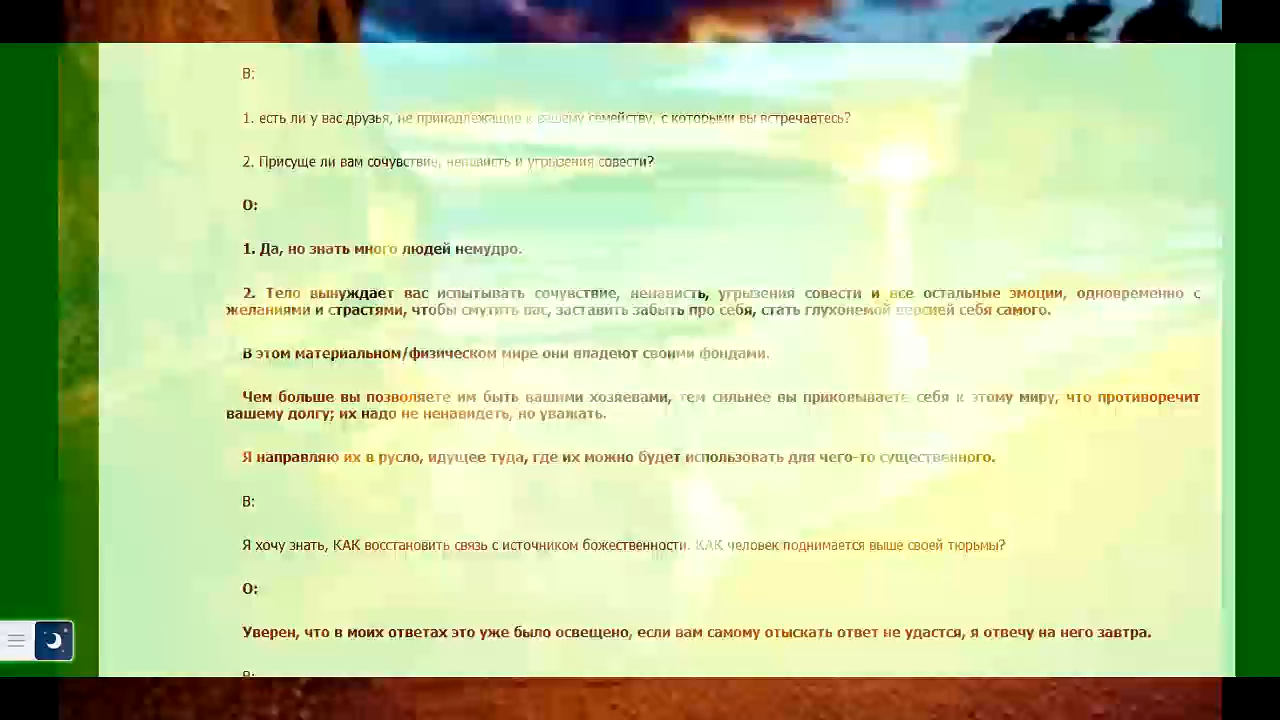 В:
1. есть ли у вас друзья, не принадлежащие к вашему семейству, с которыми вы встречаетесь?
2. Присуще ли вам сочувствие, ненависть и угрызения совести?
О:
1. Да, но знать много людей немудро.
2. Тело вынуждает вас испытывать сочувствие, ненависть, угрызения совести и все остальные эмоции, одновременно с
желаниями и страстями, чтобы смутить вас, заставить забыть про себя, стать глухонемой версией себя самого.
В этом материальном/физическом мире они владеют своими фондами.
Чем больше вы позволяете им быть вашими хозяевами, тем сильнее вы приковываете себя к этому миру, что противоречит
вашему долгу; их надо не ненавидеть, но уважать.
Я направляю их в русло, идущее туда, где их можно будет использовать для чего-то существенного.
В:
Я хочу знать, КАК восстановить связь с источником божественности. КАК человек поднимается выше своей тюрьмы?
О:
Уверен, что в моих ответах это уже было освещено, если вам самому отыскать ответ не удастся, я отвечу на него завтра.
В: